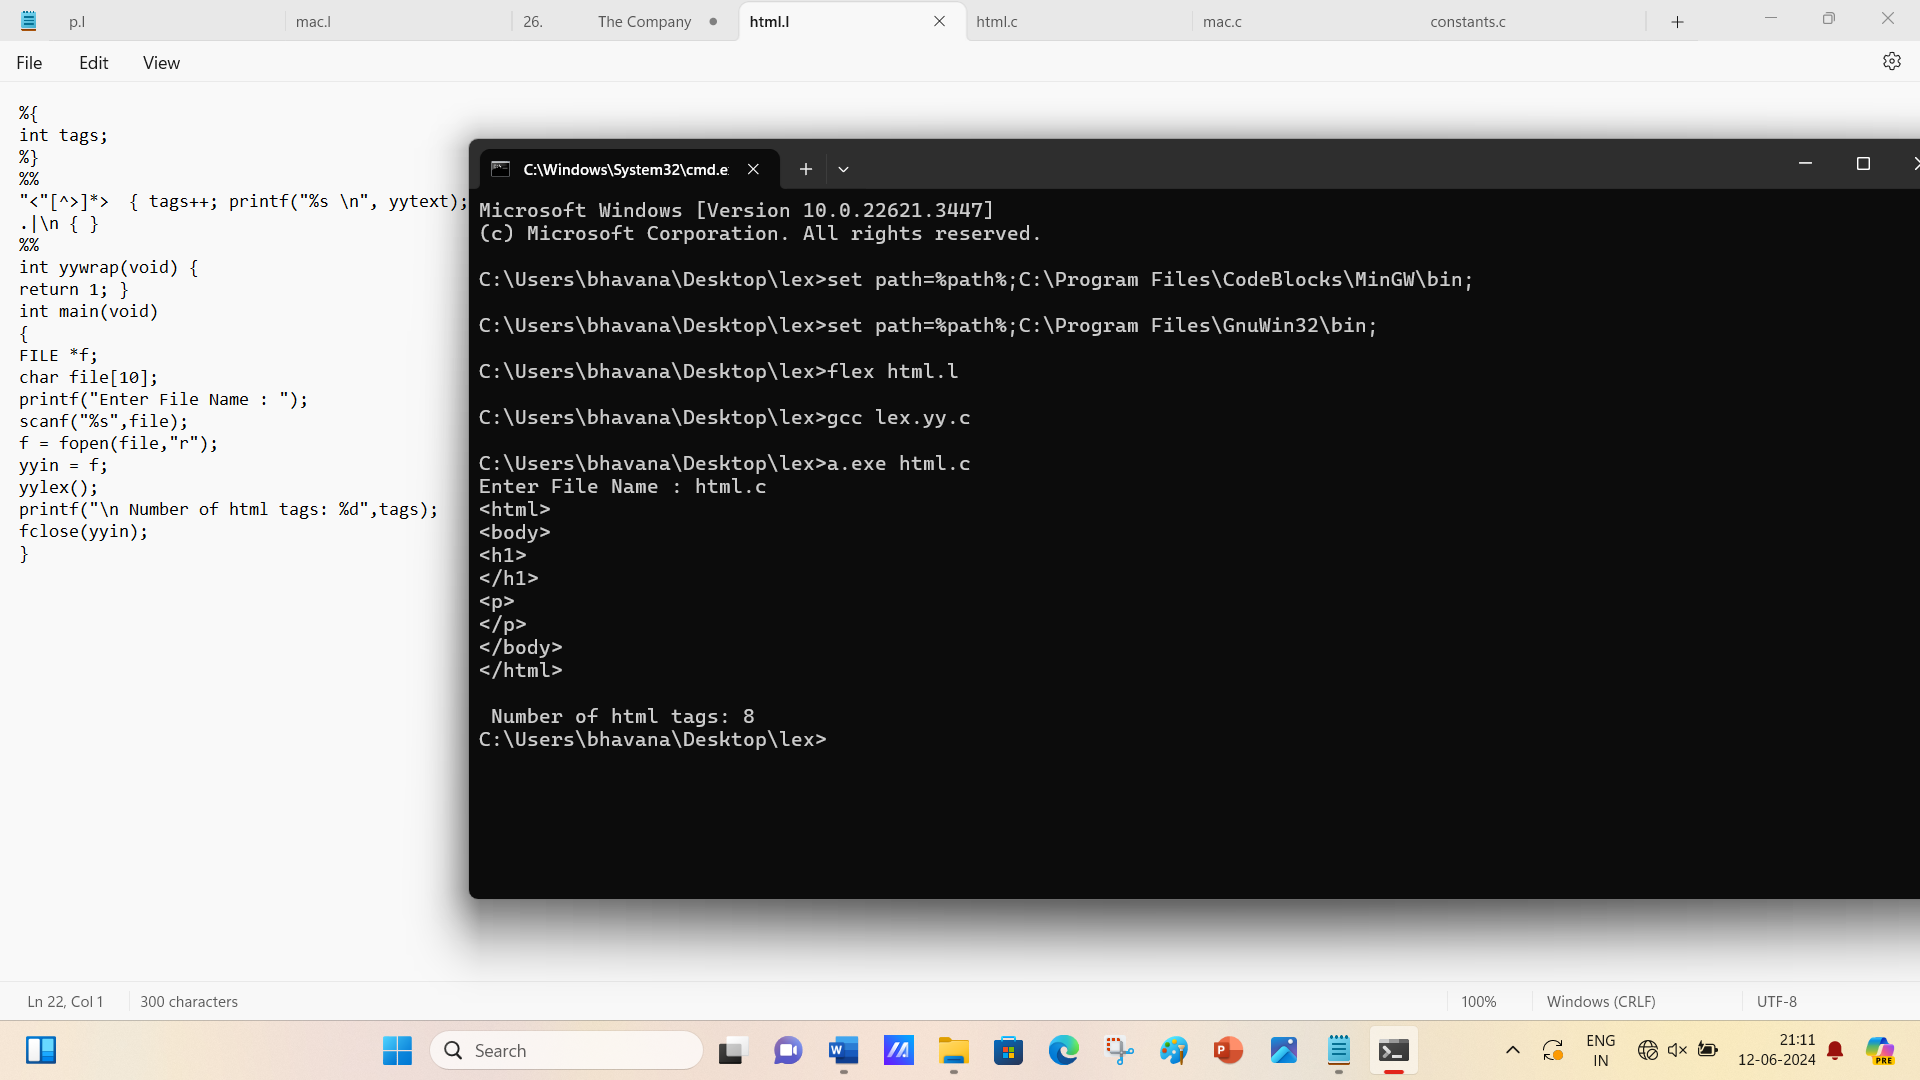 p.l
mac.l
26. The Company
html.l
html.c
mac.c
constants.c
File Edit View
%{
int tags;
%}
%%
"<"[^>]*> { tags++; printf("%s \n", yytext);
.|\n { }
%%
int yywrap(void) {
return 1; }
int main(void)
{
FILE *f;
char file[10];
printf("Enter File Name : ");
scanf("%s",file);
f = fopen(file,"r");
yyin = f;
yylex();
printf("\n Number of html tags: %d",tags);
fclose(yyin);
}
C:\Windows\System32\cmd.e
Microsoft Windows [Version 10.0.22621.3447]
(c) Microsoft Corporation. All rights reserved.
C:\Users\bhavana\Desktop\lex>set path=%path%;C:\Program Files\CodeBlocks\MinGW\bin;
C:\Users\bhavana\Desktop\lex>set path=%path%;C:\Program Files\GnuWin32\bin;
C:\Users\bhavana\Desktop\lex>flex html.l
C:\Users\bhavana\Desktop\lex>gcc lex.yy.c
C:\Users\bhavana\Desktop\lex>a.exe html.c
Enter File Name : html.c
<html>
<body>
<h1>
</h1>
<p>
</p>
</body>
</html>
Number of html tags: 8
C:\Users\bhavana\Desktop\lex>
Ln 22, Col 1
300 characters
100%
Windows (CRLF)
UTF-8
Search
ENG
IN
21:11
12-06-2024
PRE